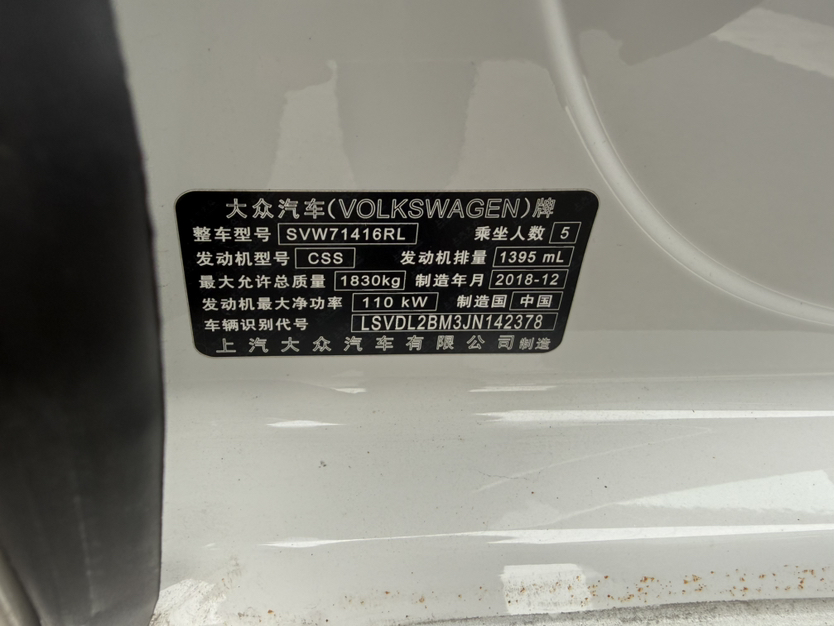 大众汽车(VOLKSWAGEN)牌
整车型号 SVW71416RL 乘坐人数 5
发动机型号 CSS 发动机排量 1395 mL
最大允许总质量 1830kg 制造年月 2018-12
发动机最大净功率 110 kW 制造国 中国
车辆识别代号 LSVDL2BM3JN142378
上汽大众汽车有限公司制造